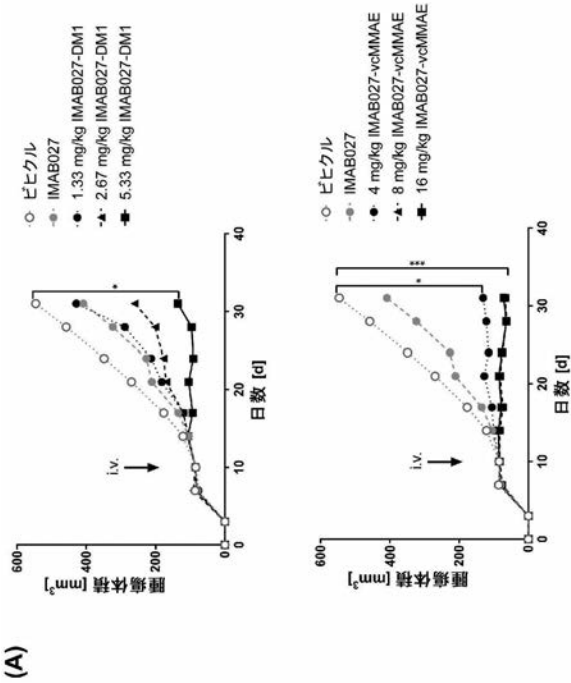 (A)
腫瘍体積 [mm³]
600
400
200
0
i.v.
*
0
10
20
30
40
日数 [d]
ビヒクル
IMAB027
1.33 mg/kg IMAB027-DM1
2.67 mg/kg IMAB027-DM1
5.33 mg/kg IMAB027-DM1
腫瘍体積 [mm³]
600
400
200
0
i.v.
*
***
0
10
20
30
40
日数 [d]
ビヒクル
IMAB027
4 mg/kg IMAB027-vcMMAE
8 mg/kg IMAB027-vcMMAE
16 mg/kg IMAB027-vcMMAE